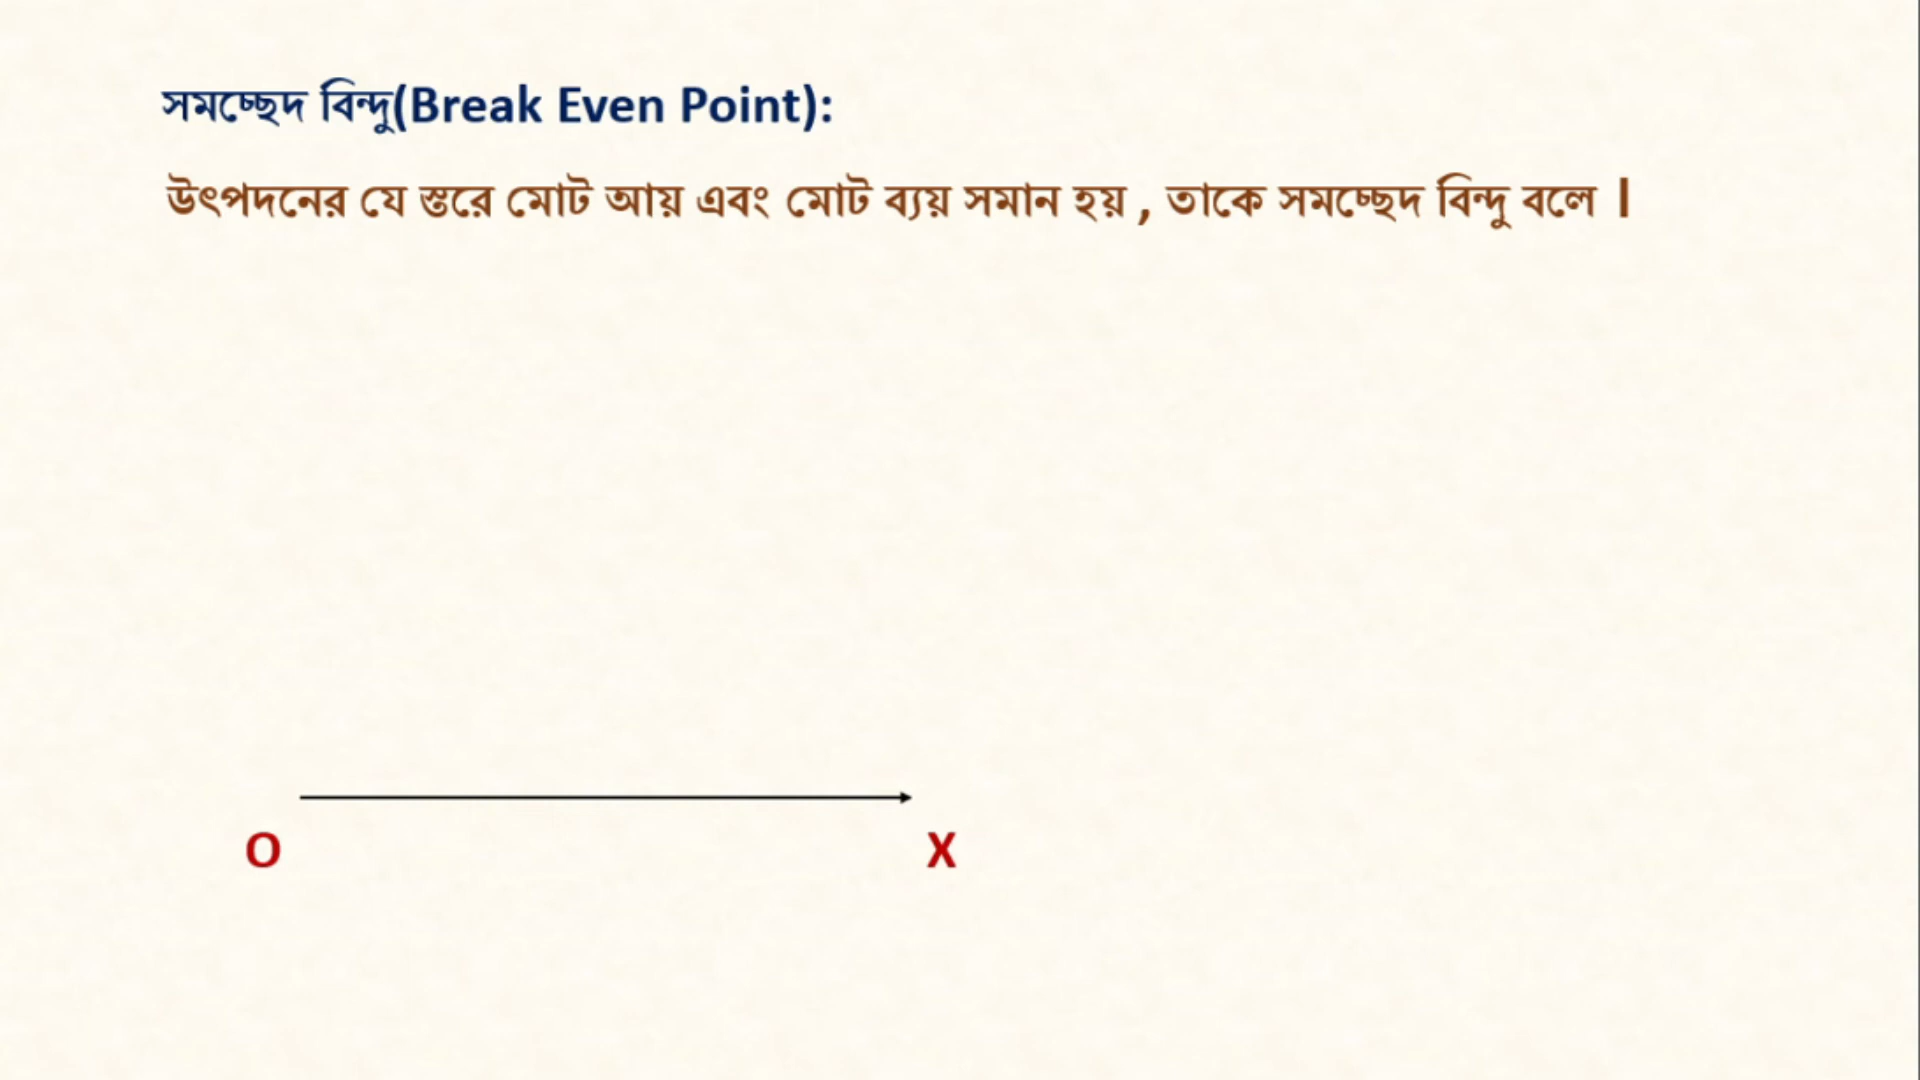 সমচ্ছেদ বিন্দু(Break Even Point):
উৎপদনের যে স্তরে মোট আয় এবং মোট ব্যয় সমান হয় , তাকে সমচ্ছেদ বিন্দু বলে ।
O X